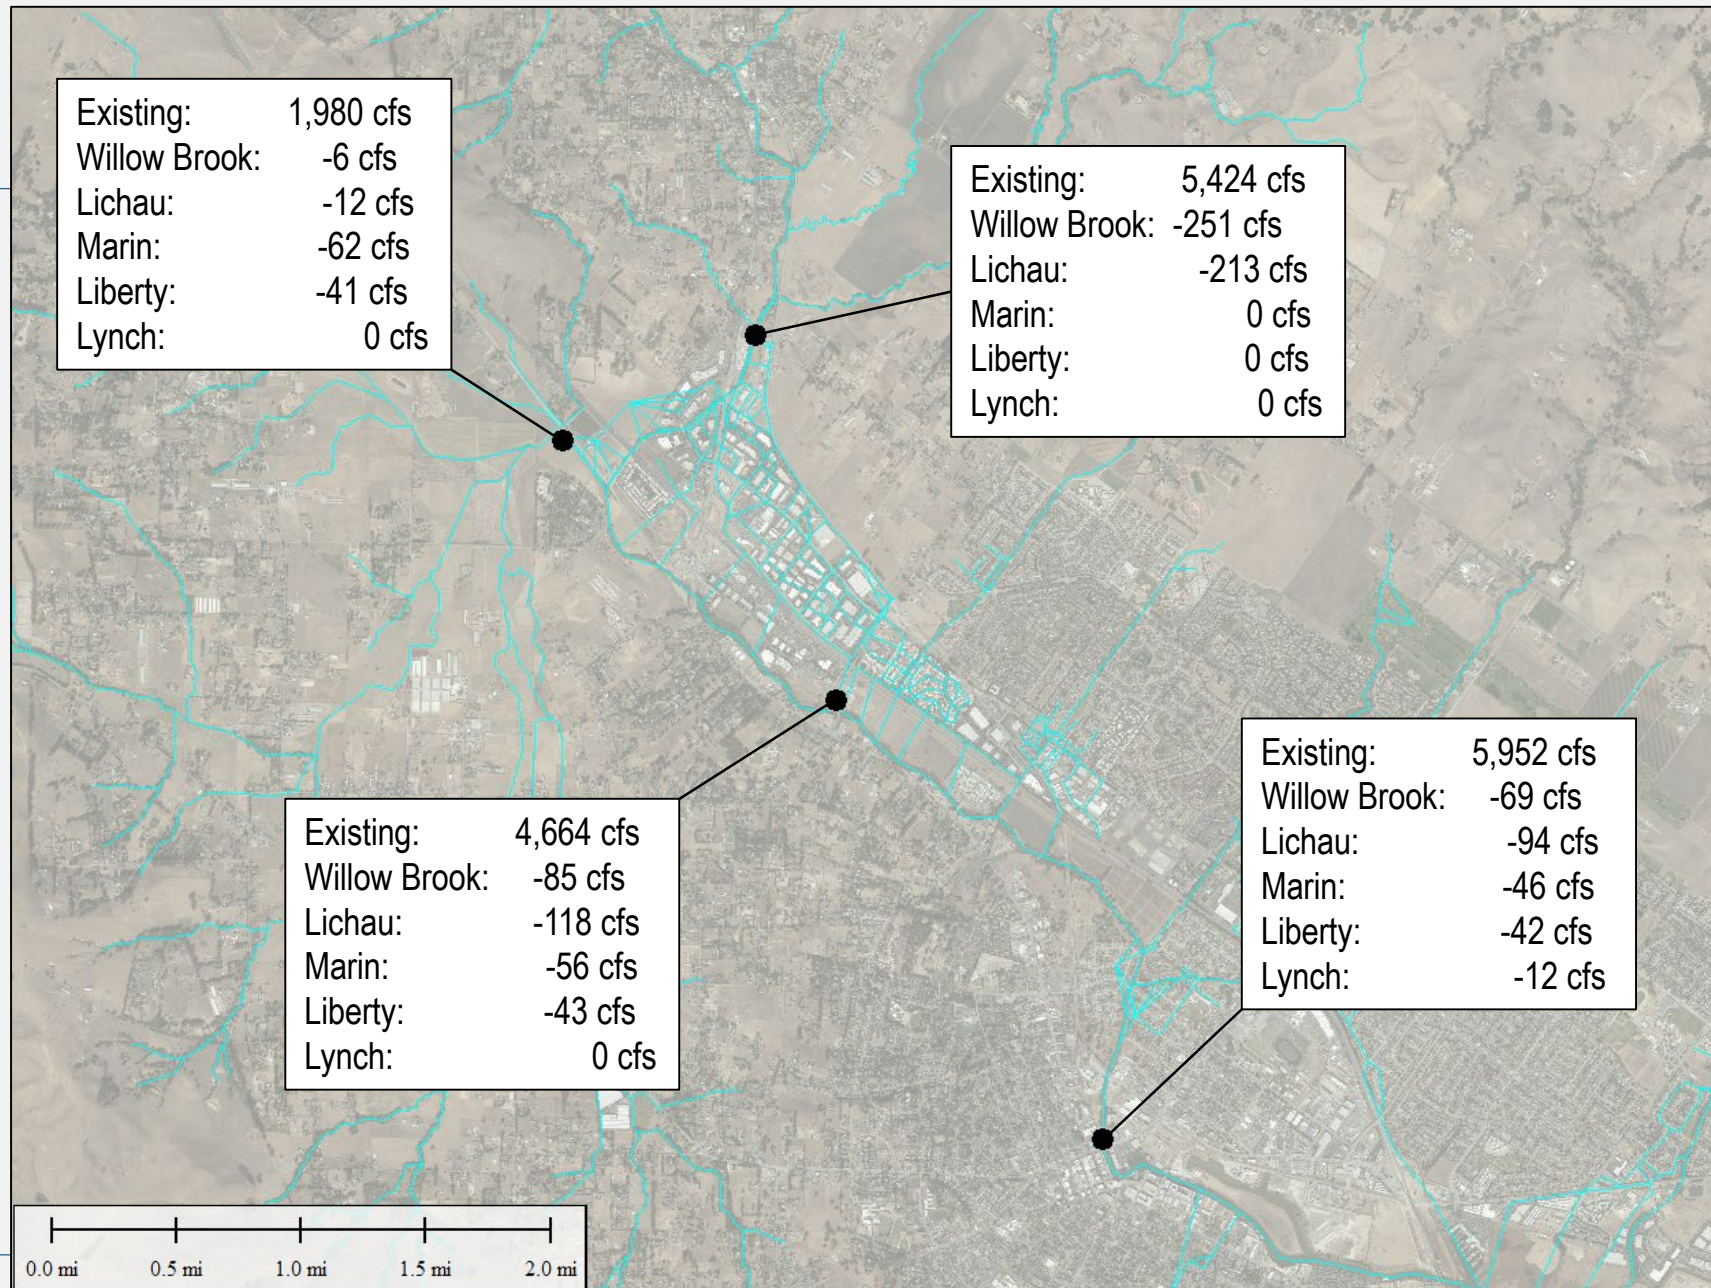 Existing: 1,980 cfs
Willow Brook: -6 cfs
Lichau: -12 cfs
Marin: -62 cfs
Liberty: -41 cfs
Lynch: 0 cfs
Existing: 5,424 cfs
Willow Brook: -251 cfs
Lichau: -213 cfs
Marin: 0 cfs
Liberty: 0 cfs
Lynch: 0 cfs
Existing: 4,664 cfs
Willow Brook: -85 cfs
Lichau: -118 cfs
Marin: -56 cfs
Liberty: -43 cfs
Lynch: 0 cfs
Existing: 5,952 cfs
Willow Brook: -69 cfs
Lichau: -94 cfs
Marin: -46 cfs
Liberty: -42 cfs
Lynch: -12 cfs
0.0 mi 0.5 mi 1.0 mi 1.5 mi 2.0 mi